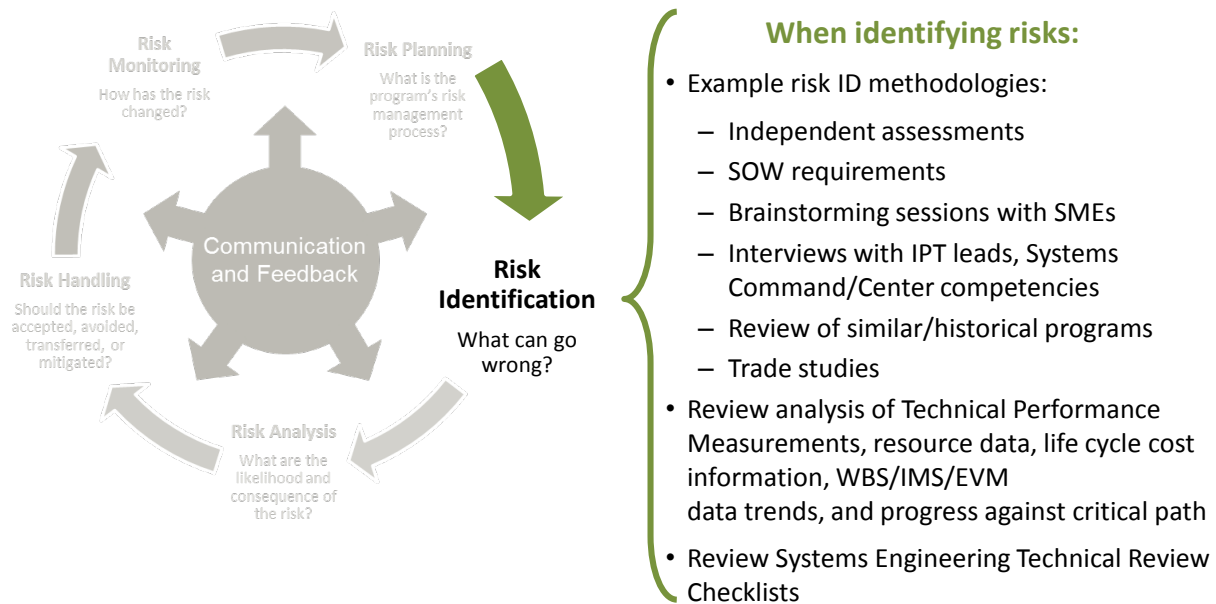 Risk
Monitoring
How has the risk
changed?
Risk Planning
What is the
program's risk
management
process?
Communication
and Feedback
Risk Handling
Should the risk be
accepted, avoided,
transferred, or
mitigated?
Risk
Identification
What can go
wrong?
Risk Analysis
What are the
likelihood and
consequence of
the risk?
When identifying risks:
• Example risk ID methodologies:
– Independent assessments
– SOW requirements
– Brainstorming sessions with SMEs
– Interviews with IPT leads, Systems
Command/Center competencies
– Review of similar/historical programs
– Trade studies
• Review analysis of Technical Performance
Measurements, resource data, life cycle cost
information, WBS/IMS/EVM
data trends, and progress against critical path
• Review Systems Engineering Technical Review
Checklists